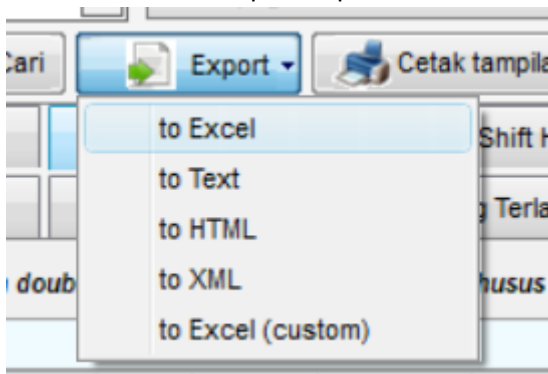 Cari Export Cetak tampila
to Excel
Shift H
to Text
g Terla
to HTML
doub to XML husus
to Excel (custom)